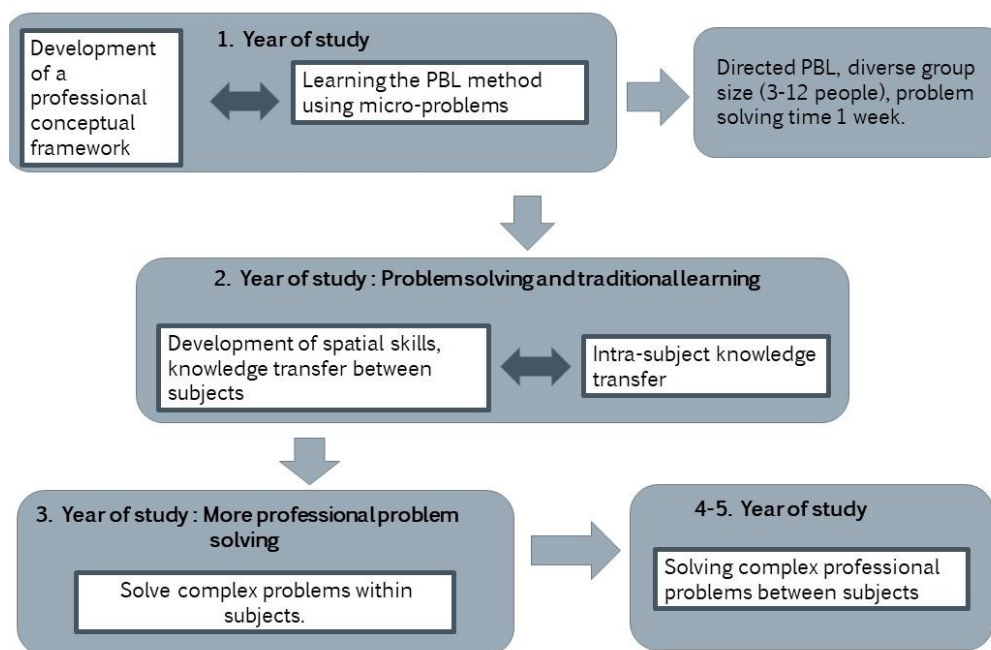 Development
of a
professional
conceptual
framework
1. Year of study
Learning the PBL method
using micro-problems
Directed PBL, diverse group
size (3-12 people), problem
solving time 1 week.
2. Year of study : Problem solving and traditional learning
Development of spatial skills,
knowledge transfer between
subjects
Intra-subject knowledge
transfer
3. Year of study : More professional problem
solving
Solve complex problems within
subjects.
4-5. Year of study
Solving complex professional
problems between subjects